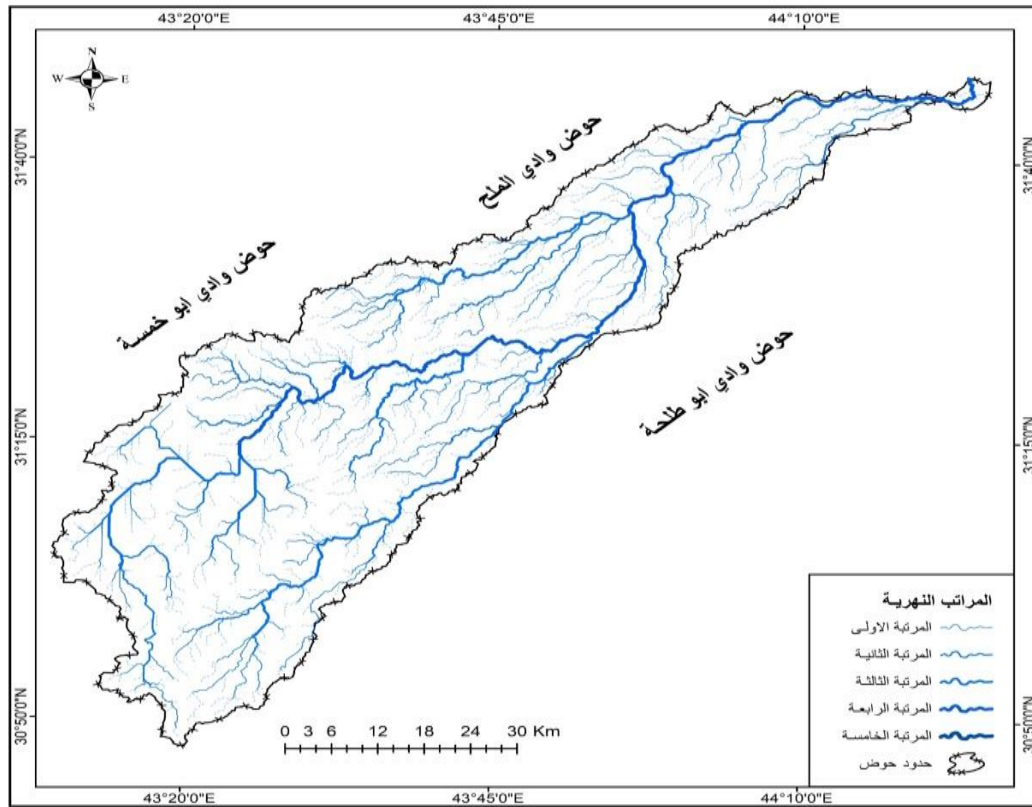 43°20'0"E 43°45'0"E 44°10'0"E
N
W E
S
حوض وادي الملح
31°40'0"N 31°40'0"N
حوض وادي ابو خمسة
حوض وادي ابو طلحة
31°15'0"N 31°15'0"N
المراتب النهرية
المرتبة الاولى
المرتبة الثانية
المرتبة الثالثة
المرتبة الرابعة
المرتبة الخامسة
حدود حوض
30°50'0"N 30°50'0"N
0 3 6 12 18 24 30 Km
43°20'0"E 43°45'0"E 44°10'0"E